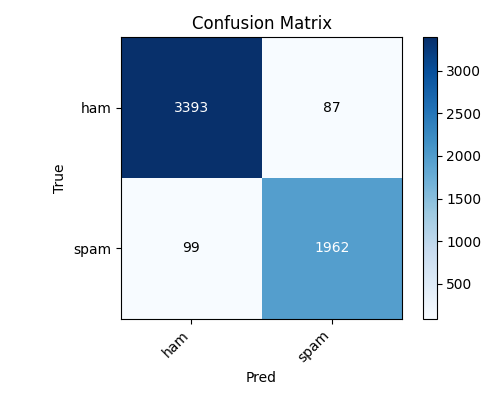 Confusion Matrix
True
ham
3393
87
spam
99
1962
ham
spam
Pred
3000
2500
2000
1500
1000
500